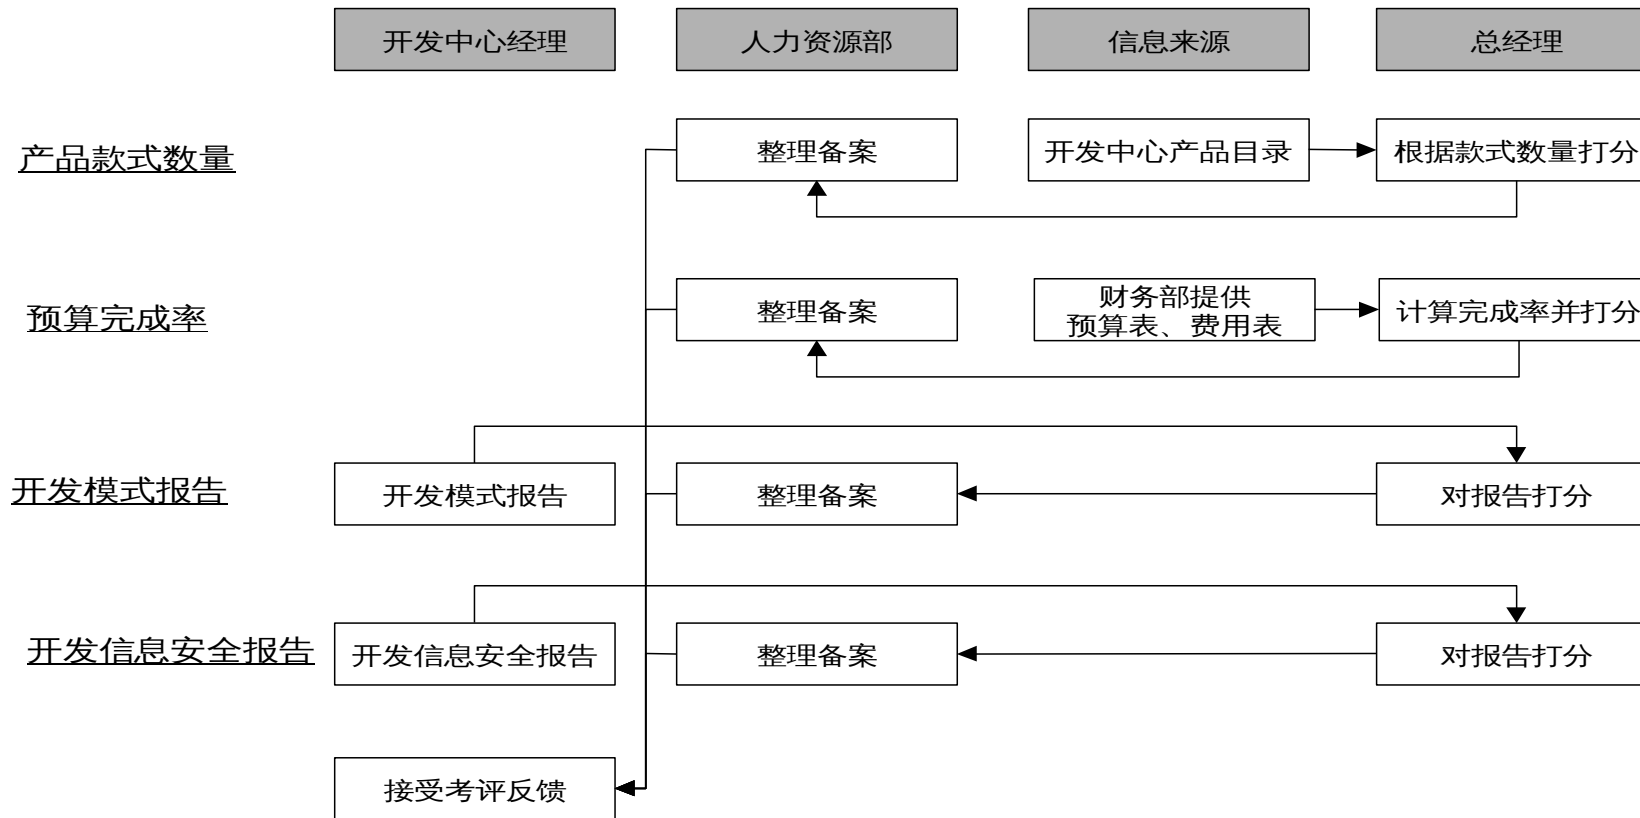 开发中心经理
人力资源部
信息来源
总经理
产品款式数量
整理备案
开发中心产品目录
根据款式数量打分
预算完成率
整理备案
财务部提供
预算表、费用表
计算完成率并打分
开发模式报告
开发模式报告
整理备案
对报告打分
开发信息安全报告
开发信息安全报告
整理备案
对报告打分
接受考评反馈